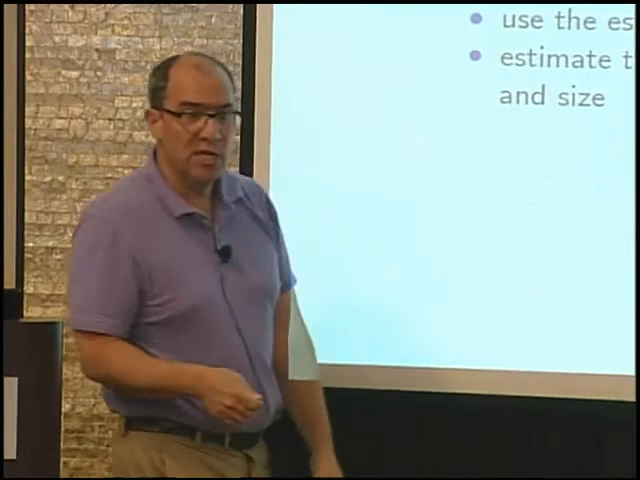 use the es
estimate t
and size